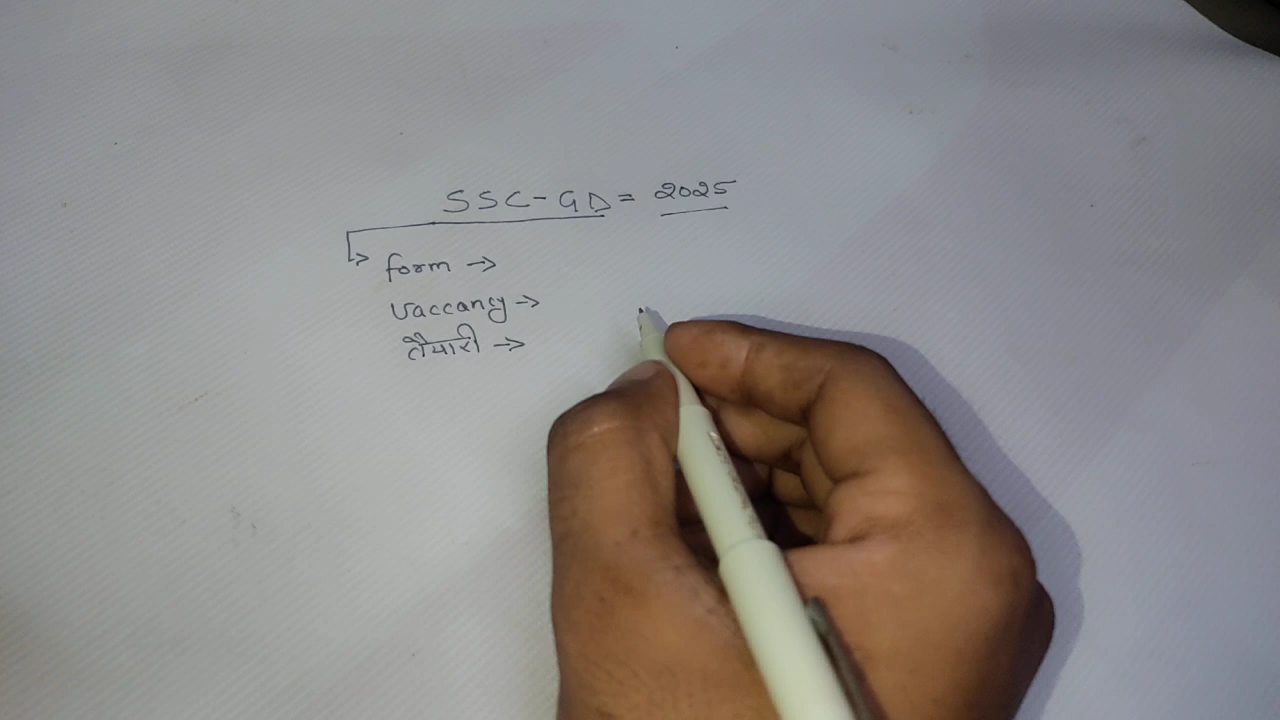 SSC-GD = 2025
form →
vaccancy →
तैयारी →